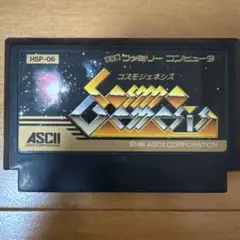 HSP-06
ファミリー コンピュータ
コスモジェネシス
Cosmo
Genesis
ASCII
©1986 ASCII CORPORATION